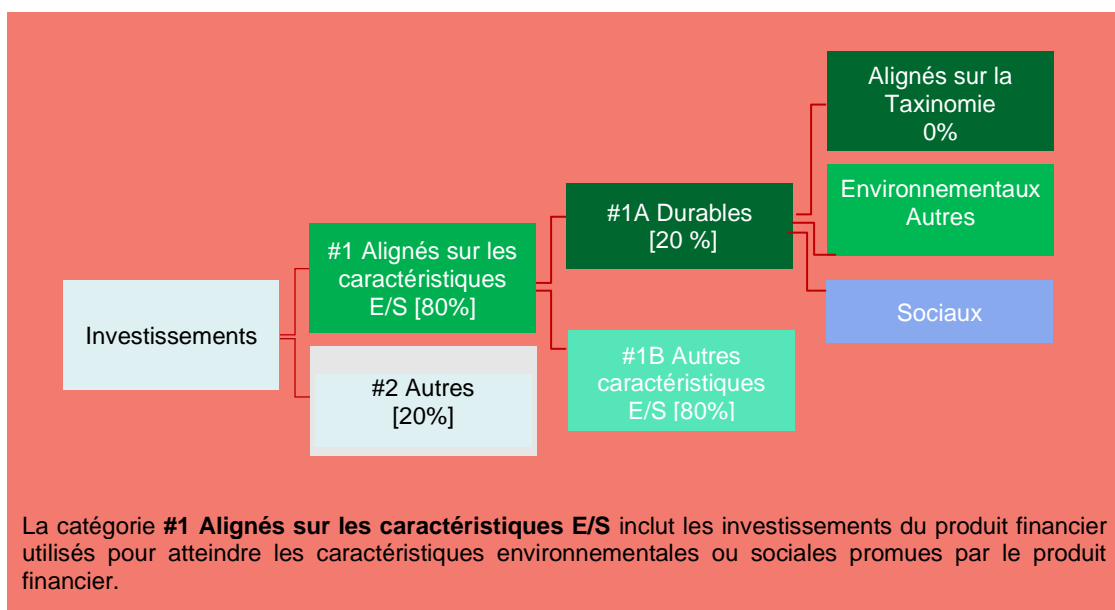 Investissements
#1 Alignés sur les
caractéristiques
E/S [80%]
#2 Autres
[20%]
#1A Durables
[20 %]
#1B Autres
caractéristiques
E/S [80%]
Alignés sur la
Taxinomie
0%
Environnementaux
Autres
Sociaux
La catégorie #1 Alignés sur les caractéristiques E/S inclut les investissements du produit financier
utilisés pour atteindre les caractéristiques environnementales ou sociales promues par le produit
financier.